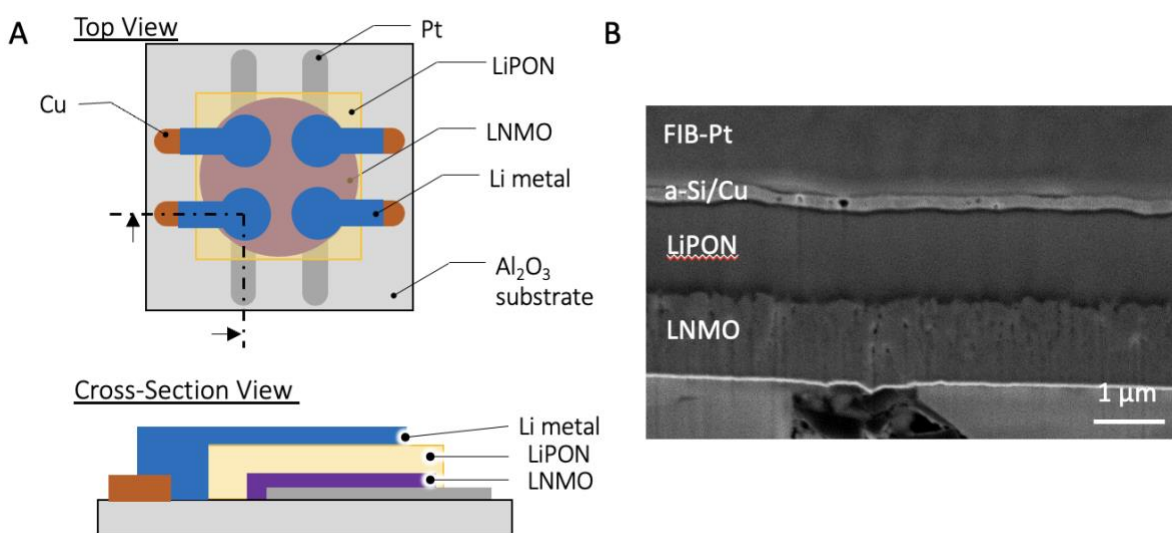 A
Top View
Pt
LiPON
Cu
LNMO
Li metal
Al₂O₃
substrate
Cross-Section View
Li metal
LiPON
LNMO
B
FIB-Pt
a-Si/Cu
LiPON
LNMO
1 μm